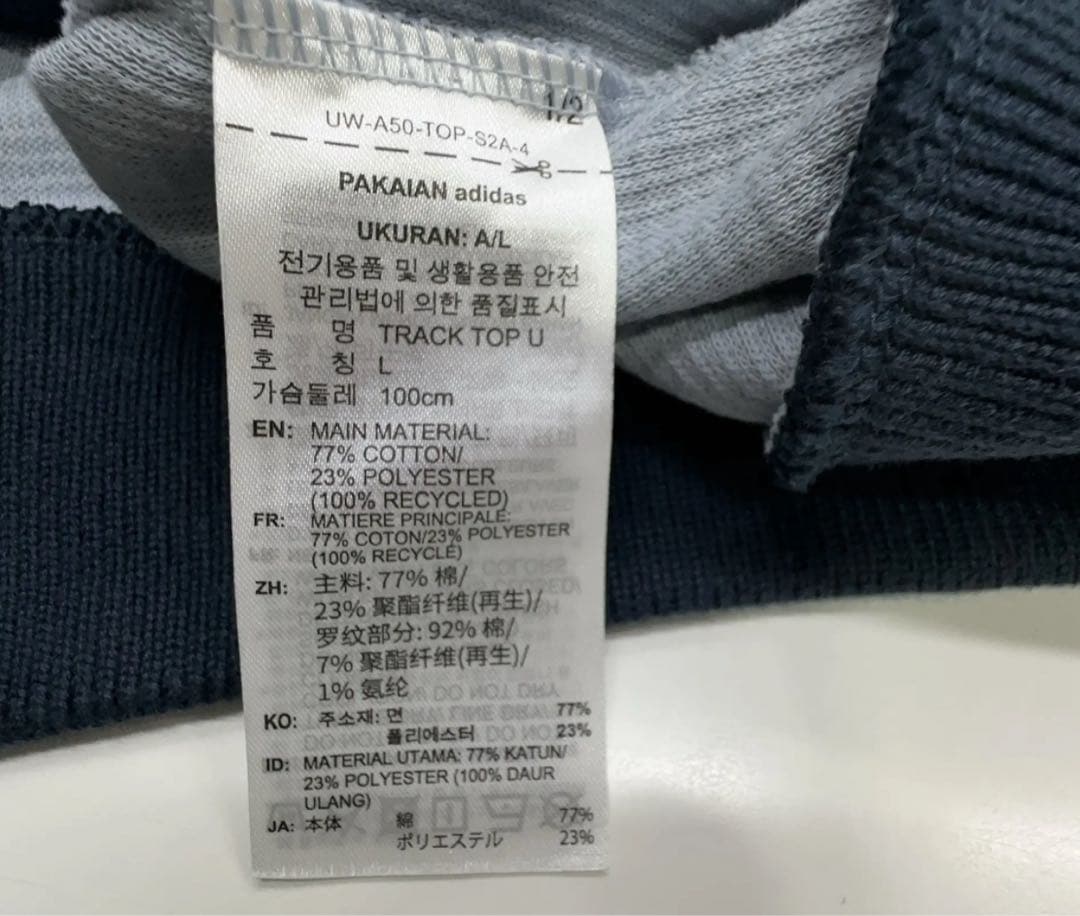 1/2
UW-A50-TOP-S2A-4
PAKAIAN adidas
UKURAN: A/L
전기용품 및 생활용품 안전
관리법에 의한 품질표시
품 명 TRACK TOP U
호 칭 L
가슴둘레 100cm
EN: MAIN MATERIAL:
77% COTTON/
23% POLYESTER
(100% RECYCLED)
FR: MATIERE PRINCIPALE:
77% COTON/23% POLYESTER
(100% RECYCLÉ)
ZH: 主料: 77% 棉/
23% 聚酯纤维(再生)/
罗纹部分: 92% 棉/
7% 聚酯纤维(再生)/
1% 氨纶
KO: 주소재: 면 77%
폴리에스터 23%
ID: MATERIAL UTAMA: 77% KATUN/
23% POLYESTER (100% DAUR
ULANG)
JA: 本体 綿 77%
ポリエステル 23%